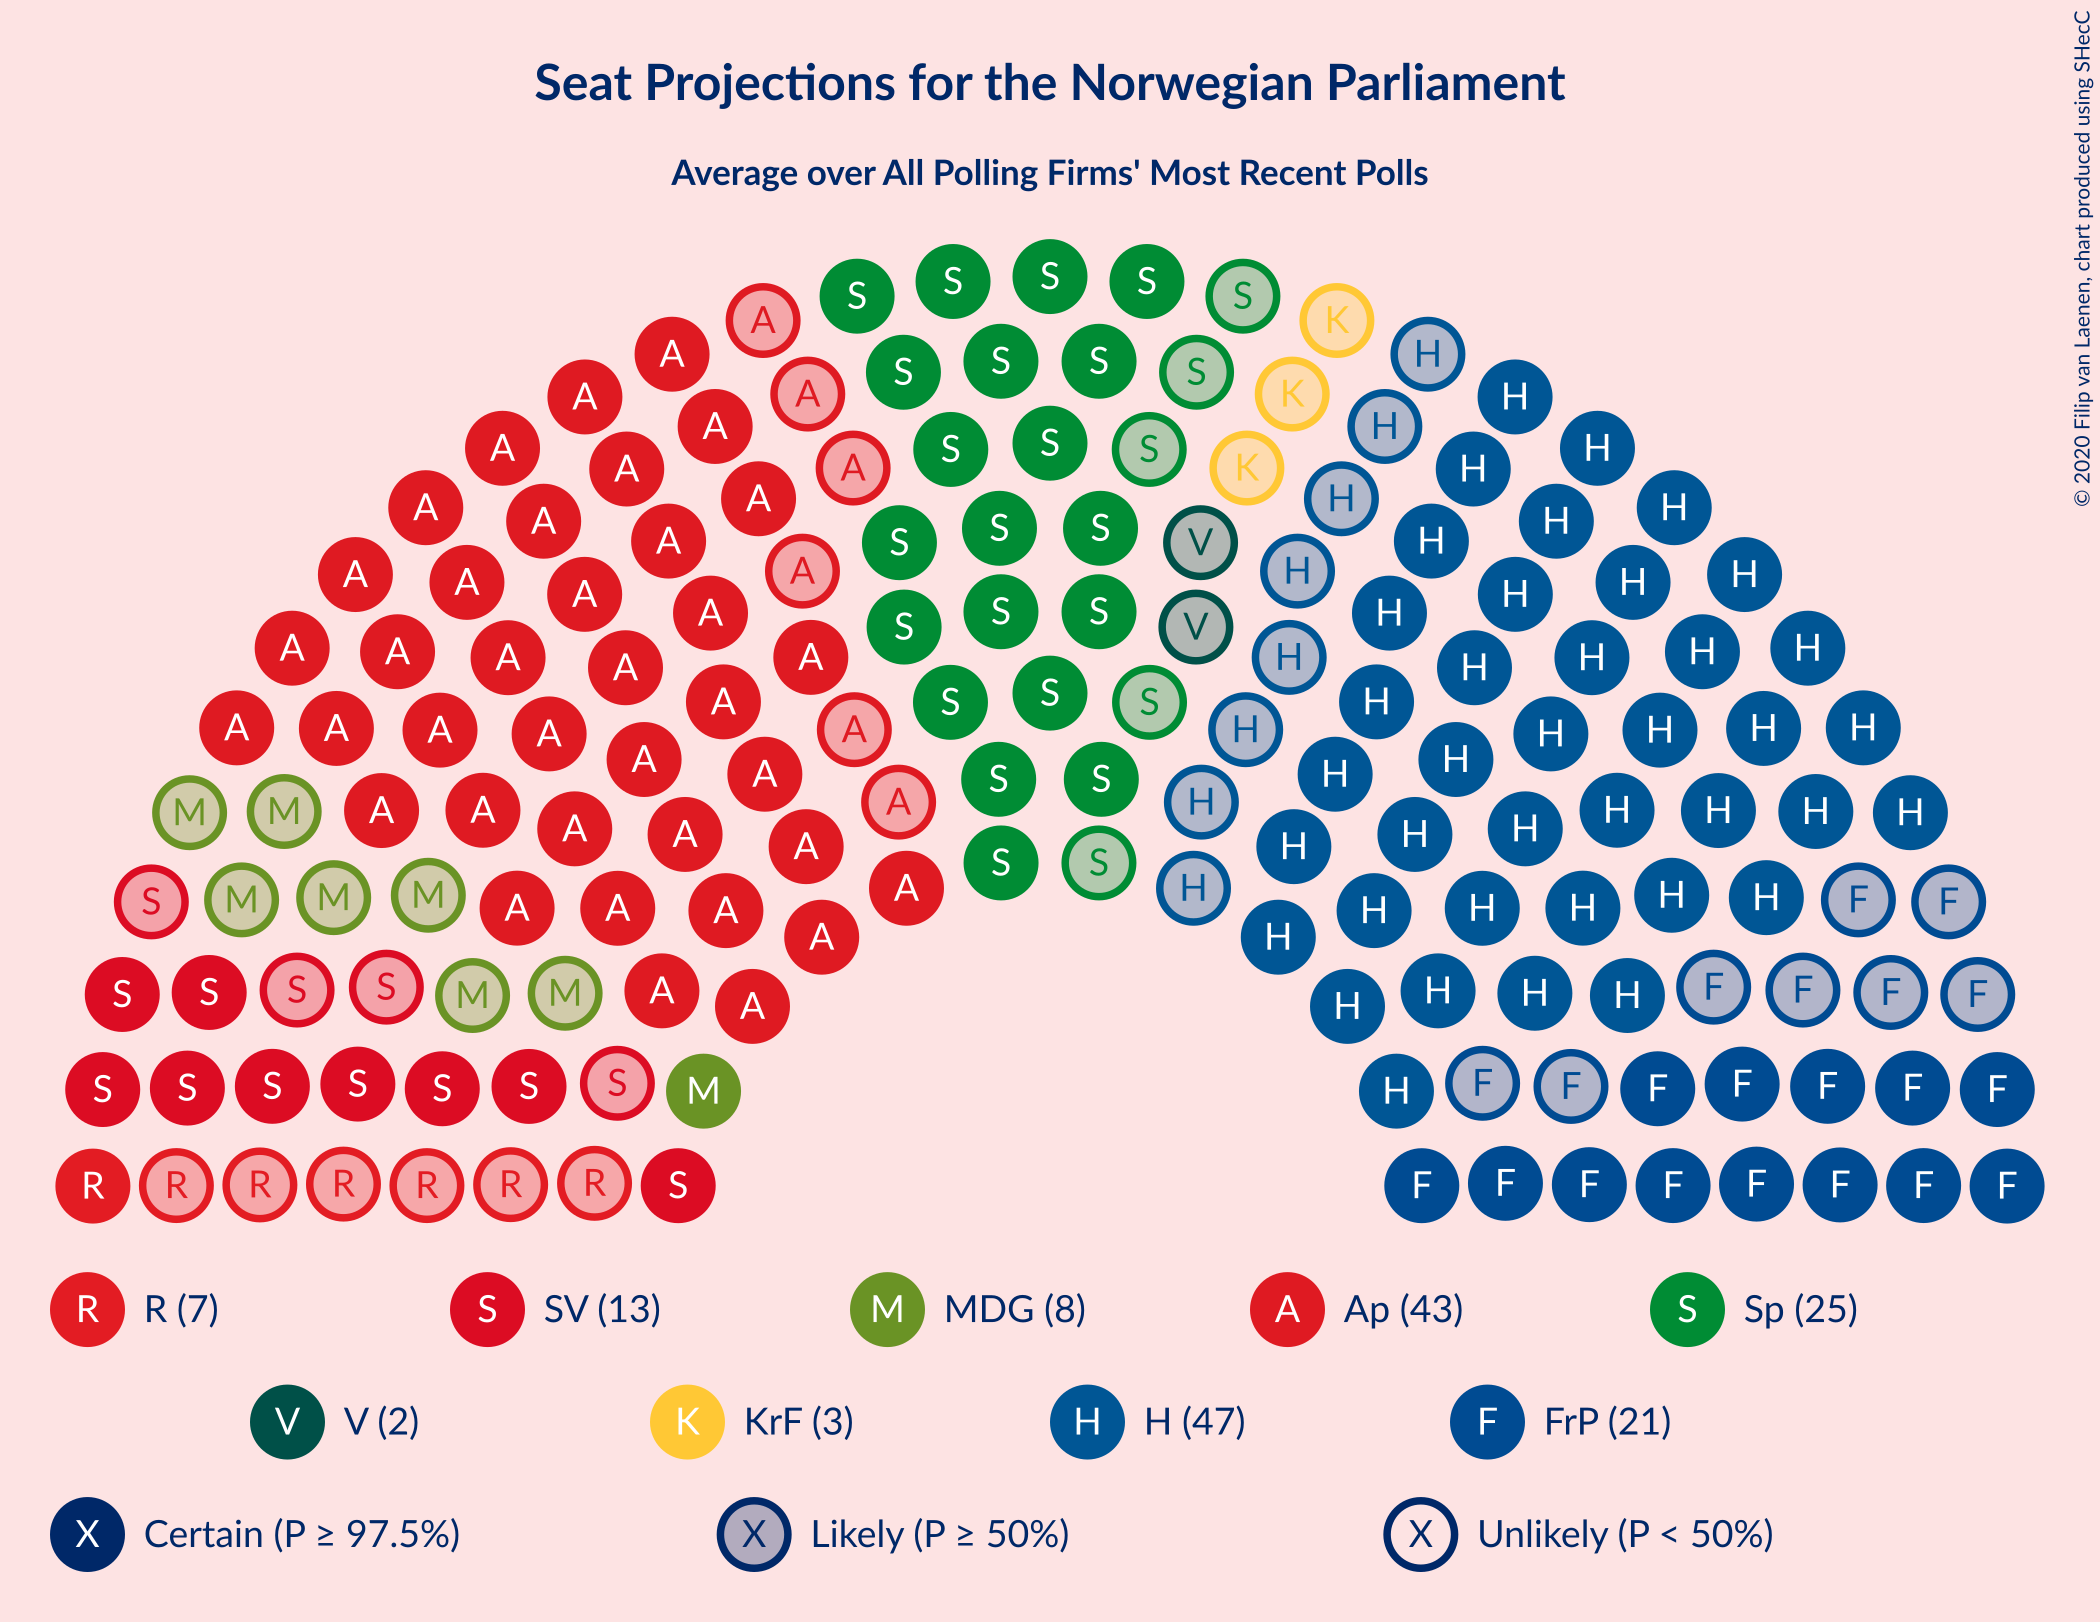 © 2020 Filip van Laenen, chart produced using SHecC
Seat Projections for the Norwegian Parliament
Average over All Polling Firms' Most Recent Polls
S S S S S
A K
A S S S S H
A A K H
A A S S S H H
A A K H
A A A H H H
A S S S V H
A A A A H H H H
A S S S V H
A A A A A H H H H H
A S S S H
A A A A A H H H H H
A A S S H H
M M A A A H H H H H
A A A S S H H H
S M M M A A A A H H H H H H F F
A H
S S S S M M A A H H H H F F F F
S S S S S S S M H F F F F F F F
R R R R R R R S F F F F F F F F
R R (7) S SV (13) M MDG (8) A Ap (43) S Sp (25)
V V (2) K KrF (3) H H (47) F FrP (21)
X Certain (P ≥ 97.5%) X Likely (P ≥ 50%) X Unlikely (P < 50%)